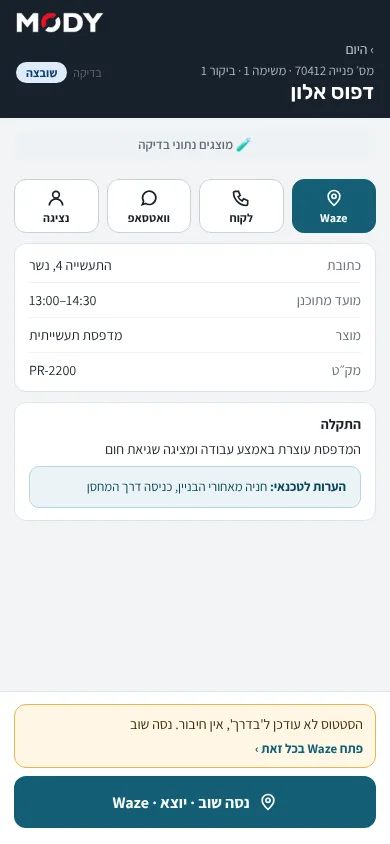 MODY
› היום
מס׳ פנייה 70412 · משימה 1 · ביקור 1
בדיקה שובצה
דפוס אלון
🧪 מוצגים נתוני בדיקה
Waze
לקוח
וואטסאפ
נציגה
כתובת התעשייה 4, נשר
מועד מתוכנן 13:00–14:30
מוצר מדפסת תעשייתית
מק״ט PR-2200
התקלה
המדפסת עוצרת באמצע עבודה ומציגה שגיאת חום
הערות לטכנאי: חניה מאחורי הבניין, כניסה דרך המחסן
הסטטוס לא עודכן ל'בדרך', אין חיבור. נסה שוב
פתח Waze בכל זאת ›
נסה שוב · יוצא · Waze